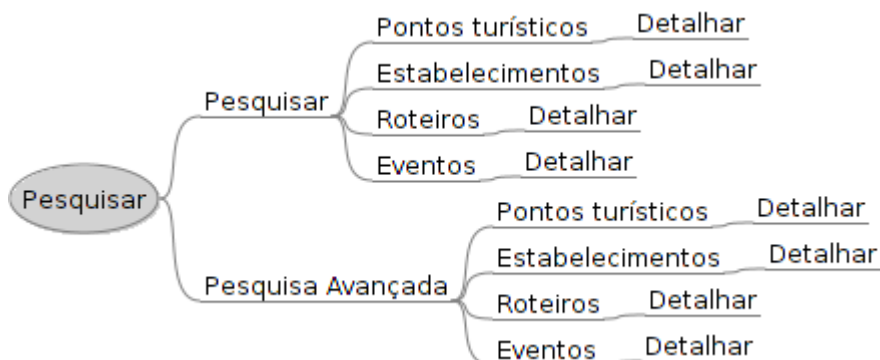 Pesquisar
Pesquisar
Pontos turísticos Detalhar
Estabelecimentos Detalhar
Roteiros Detalhar
Eventos Detalhar
Pesquisa Avançada
Pontos turísticos Detalhar
Estabelecimentos Detalhar
Roteiros Detalhar
Eventos Detalhar